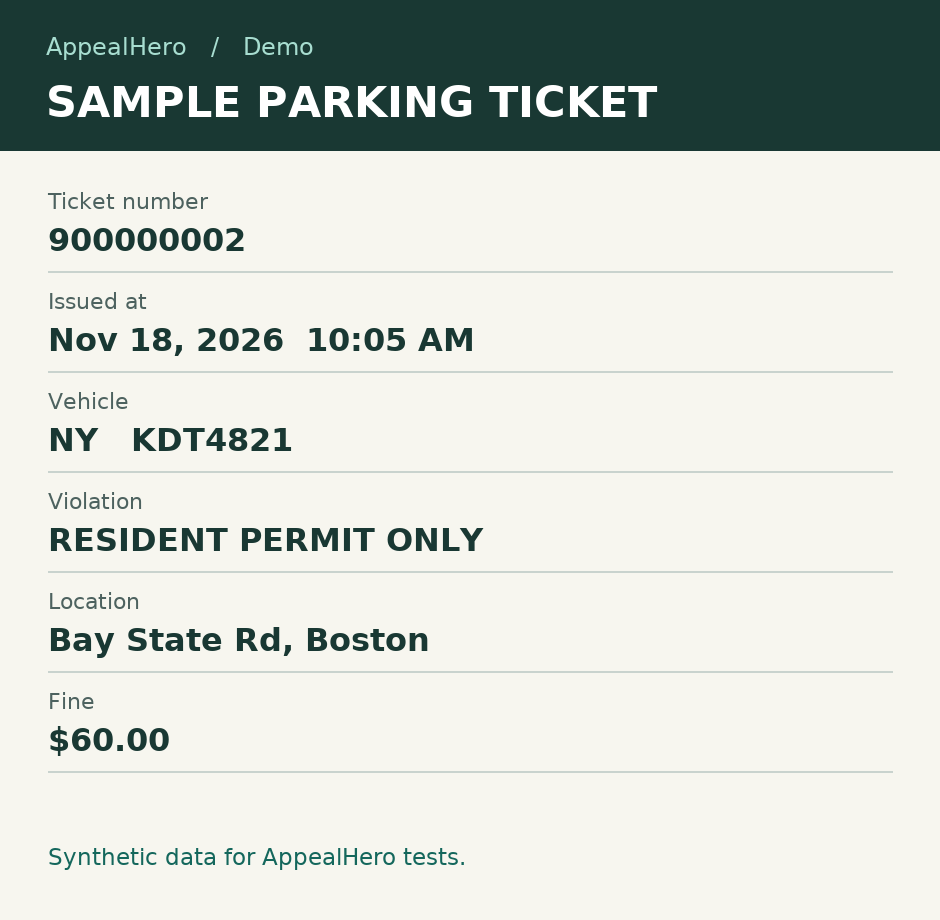 AppealHero / Demo
SAMPLE PARKING TICKET
Ticket number
900000002
Issued at
Nov 18, 2026 10:05 AM
Vehicle
NY KDT4821
Violation
RESIDENT PERMIT ONLY
Location
Bay State Rd, Boston
Fine
$60.00
Synthetic data for AppealHero tests.